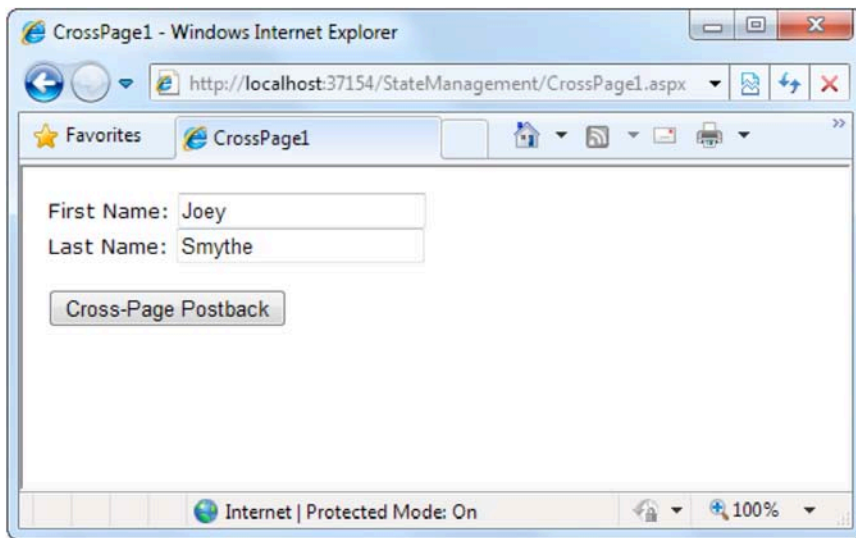 CrossPage1 - Windows Internet Explorer
http://localhost:37154/StateManagement/CrossPage1.aspx
Favorites
CrossPage1
First Name: Joey
Last Name: Smythe
Cross-Page Postback
Internet | Protected Mode: On
100%